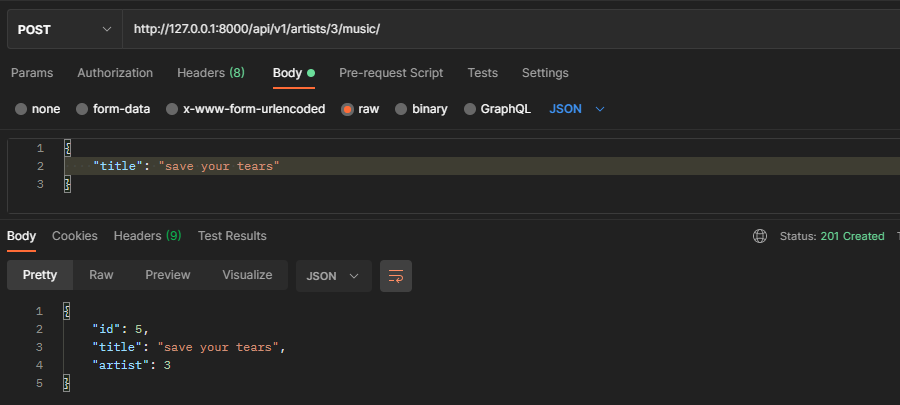 POST http://127.0.0.1:8000/api/v1/artists/3/music/
Params Authorization Headers (8) Body Pre-request Script Tests Settings
none form-data x-www-form-urlencoded raw binary GraphQL JSON
1 {
2 "title": "save your tears"
3 }
Body Cookies Headers (9) Test Results Status: 201 Created
Pretty Raw Preview Visualize JSON
1 {
2 "id": 5,
3 "title": "save your tears",
4 "artist": 3
5 }